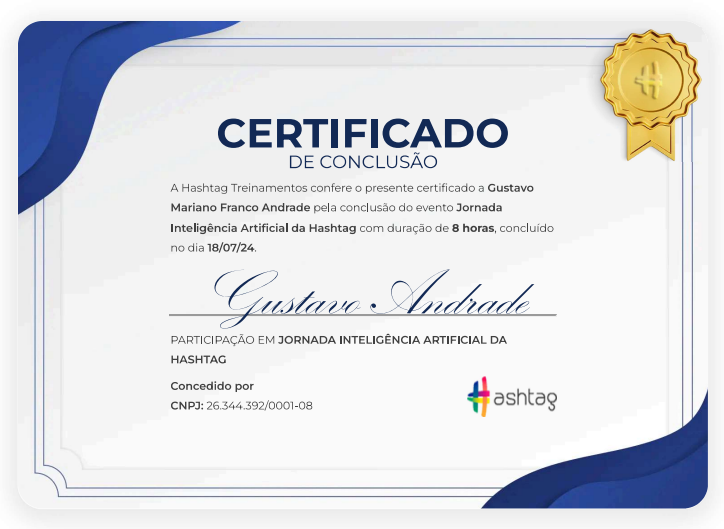 CERTIFICADO
DE CONCLUSÃO
A Hashtag Treinamentos confere o presente certificado a Gustavo
Mariano Franco Andrade pela conclusão do evento Jornada
Inteligência Artificial da Hashtag com duração de 8 horas, concluído
no dia 18/07/24.
Gustavo Andrade
PARTICIPAÇÃO EM JORNADA INTELIGÊNCIA ARTIFICIAL DA
HASHTAG
Concedido por
CNPJ: 26.344.392/0001-08
ashtag